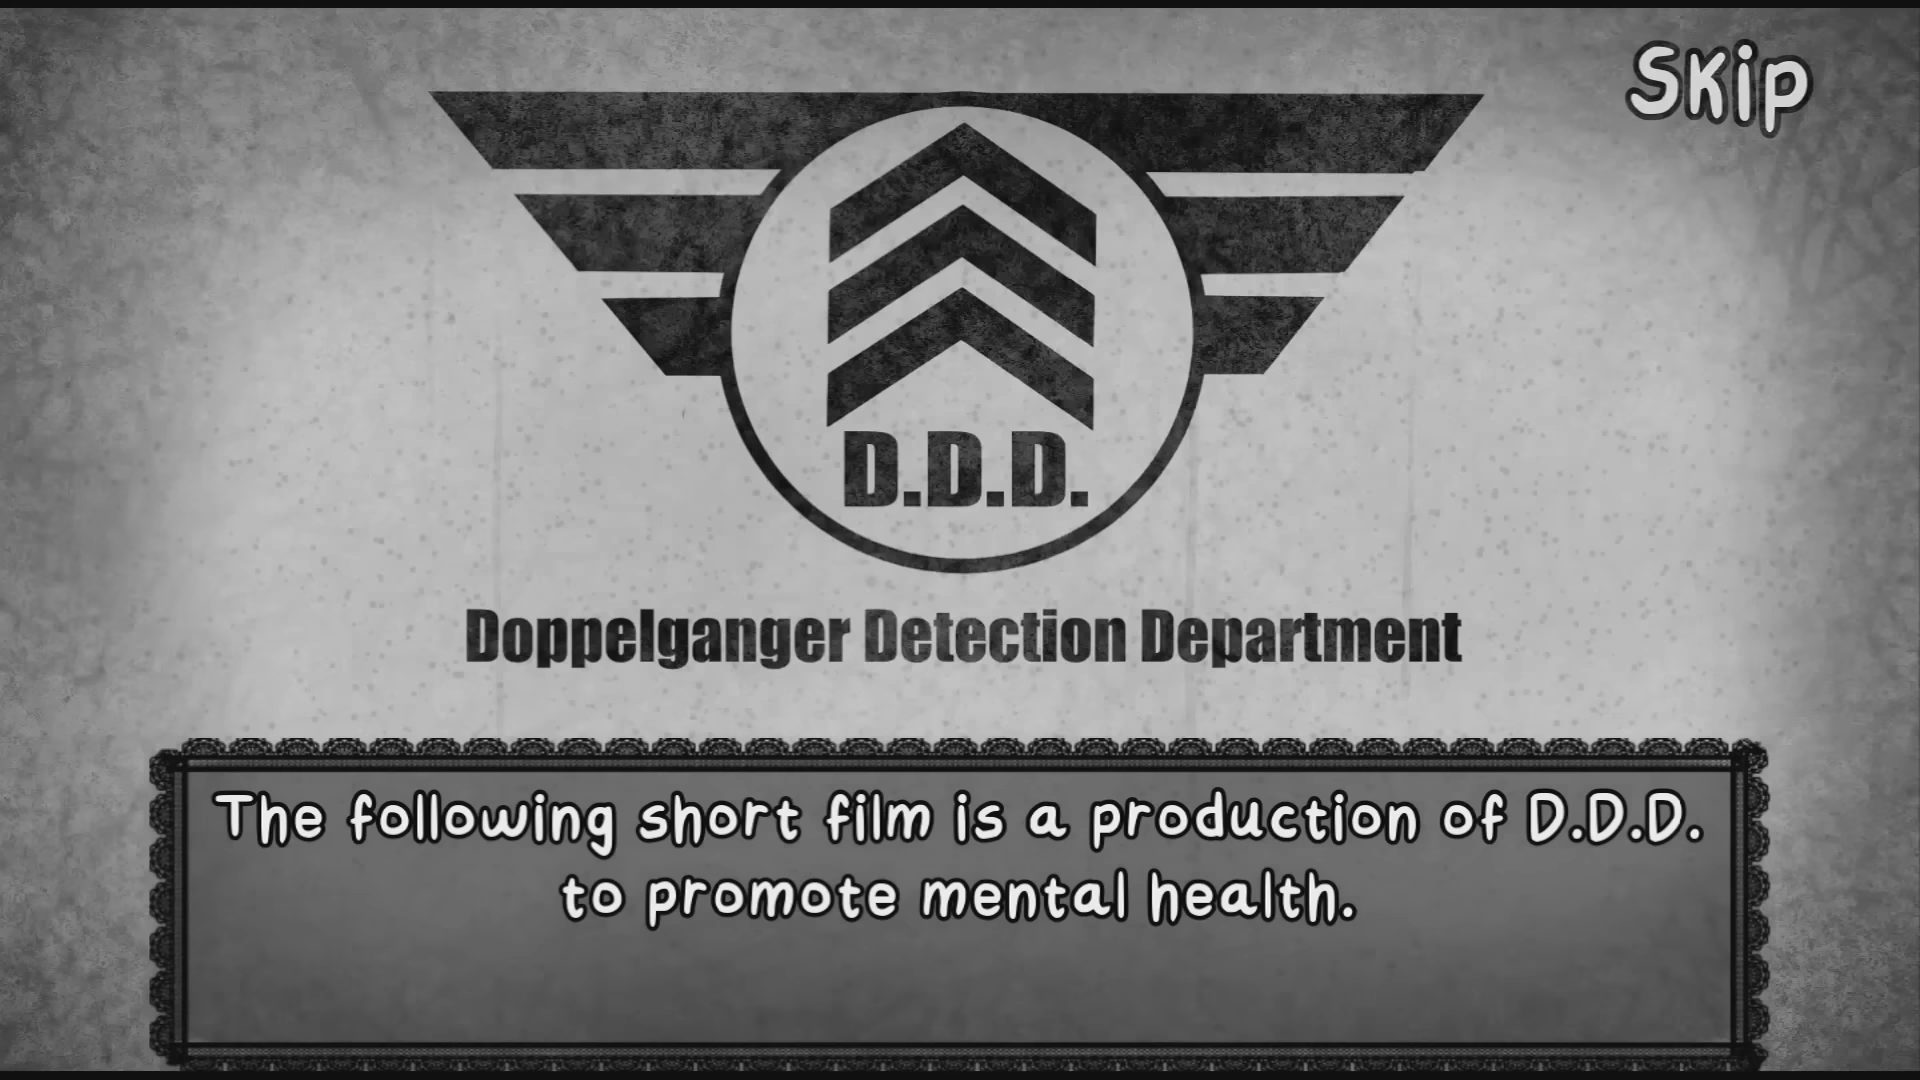 Skip
D.D.D.
Doppelganger Detection Department
The following short film is a production of D.D.D.
to promote mental health.